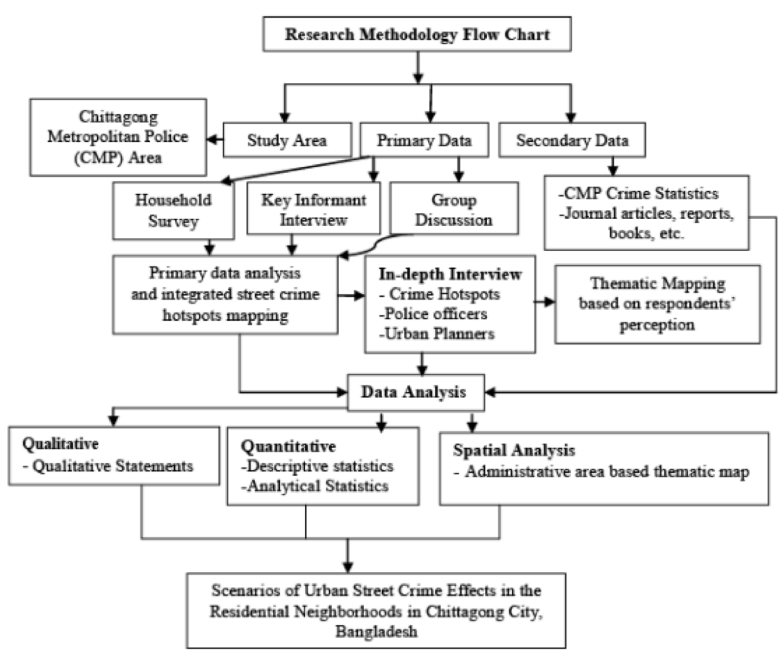 Research Methodology Flow Chart
Chittagong
Metropolitan Police
(CMP) Area
Study Area
Primary Data
Secondary Data
Household
Survey
Key Informant
Interview
Group
Discussion
-CMP Crime Statistics
-Journal articles, reports,
books, etc.
Primary data analysis
and integrated street crime
hotspots mapping
In-depth Interview
- Crime Hotspots
-Police officers
-Urban Planners
Thematic Mapping
based on respondents’
perception
Data Analysis
Qualitative
- Qualitative Statements
Quantitative
-Descriptive statistics
-Analytical Statistics
Spatial Analysis
- Administrative area based thematic map
Scenarios of Urban Street Crime Effects in the
Residential Neighborhoods in Chittagong City,
Bangladesh